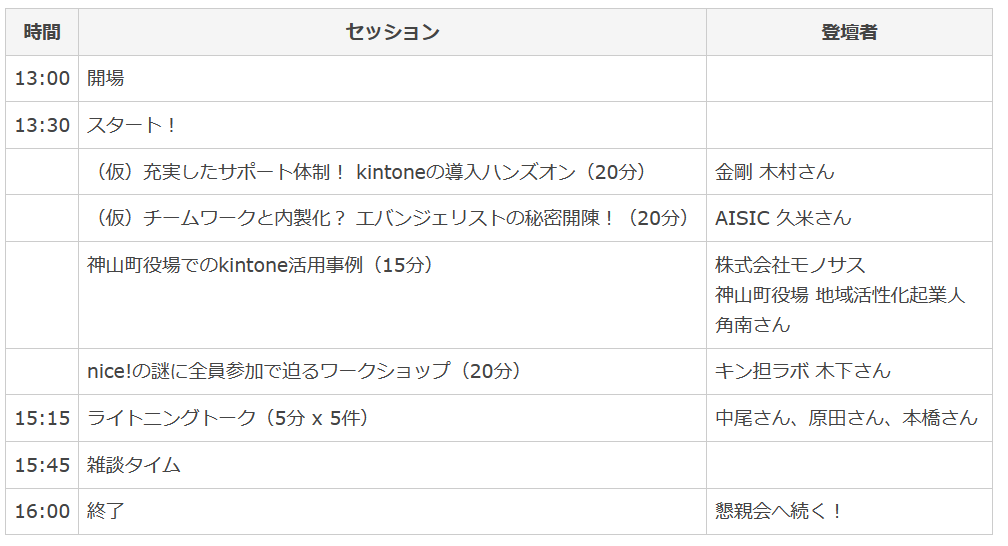 時間 セッション 登壇者
13:00 開場
13:30 スタート！
（仮）充実したサポート体制！ kintoneの導入ハンズオン（20分） 金剛 木村さん
（仮）チームワークと内製化？ エバンジェリストの秘密開陳！（20分） AISIC 久米さん
神山町役場でのkintone活用事例（15分） 株式会社モノサス
神山町役場 地域活性化起業人
角南さん
nice!の謎に全員参加で迫るワークショップ（20分） キン担ラボ 木下さん
15:15 ライトニングトーク（5分 x 5件） 中尾さん、原田さん、本橋さん
15:45 雑談タイム
16:00 終了 懇親会へ続く！